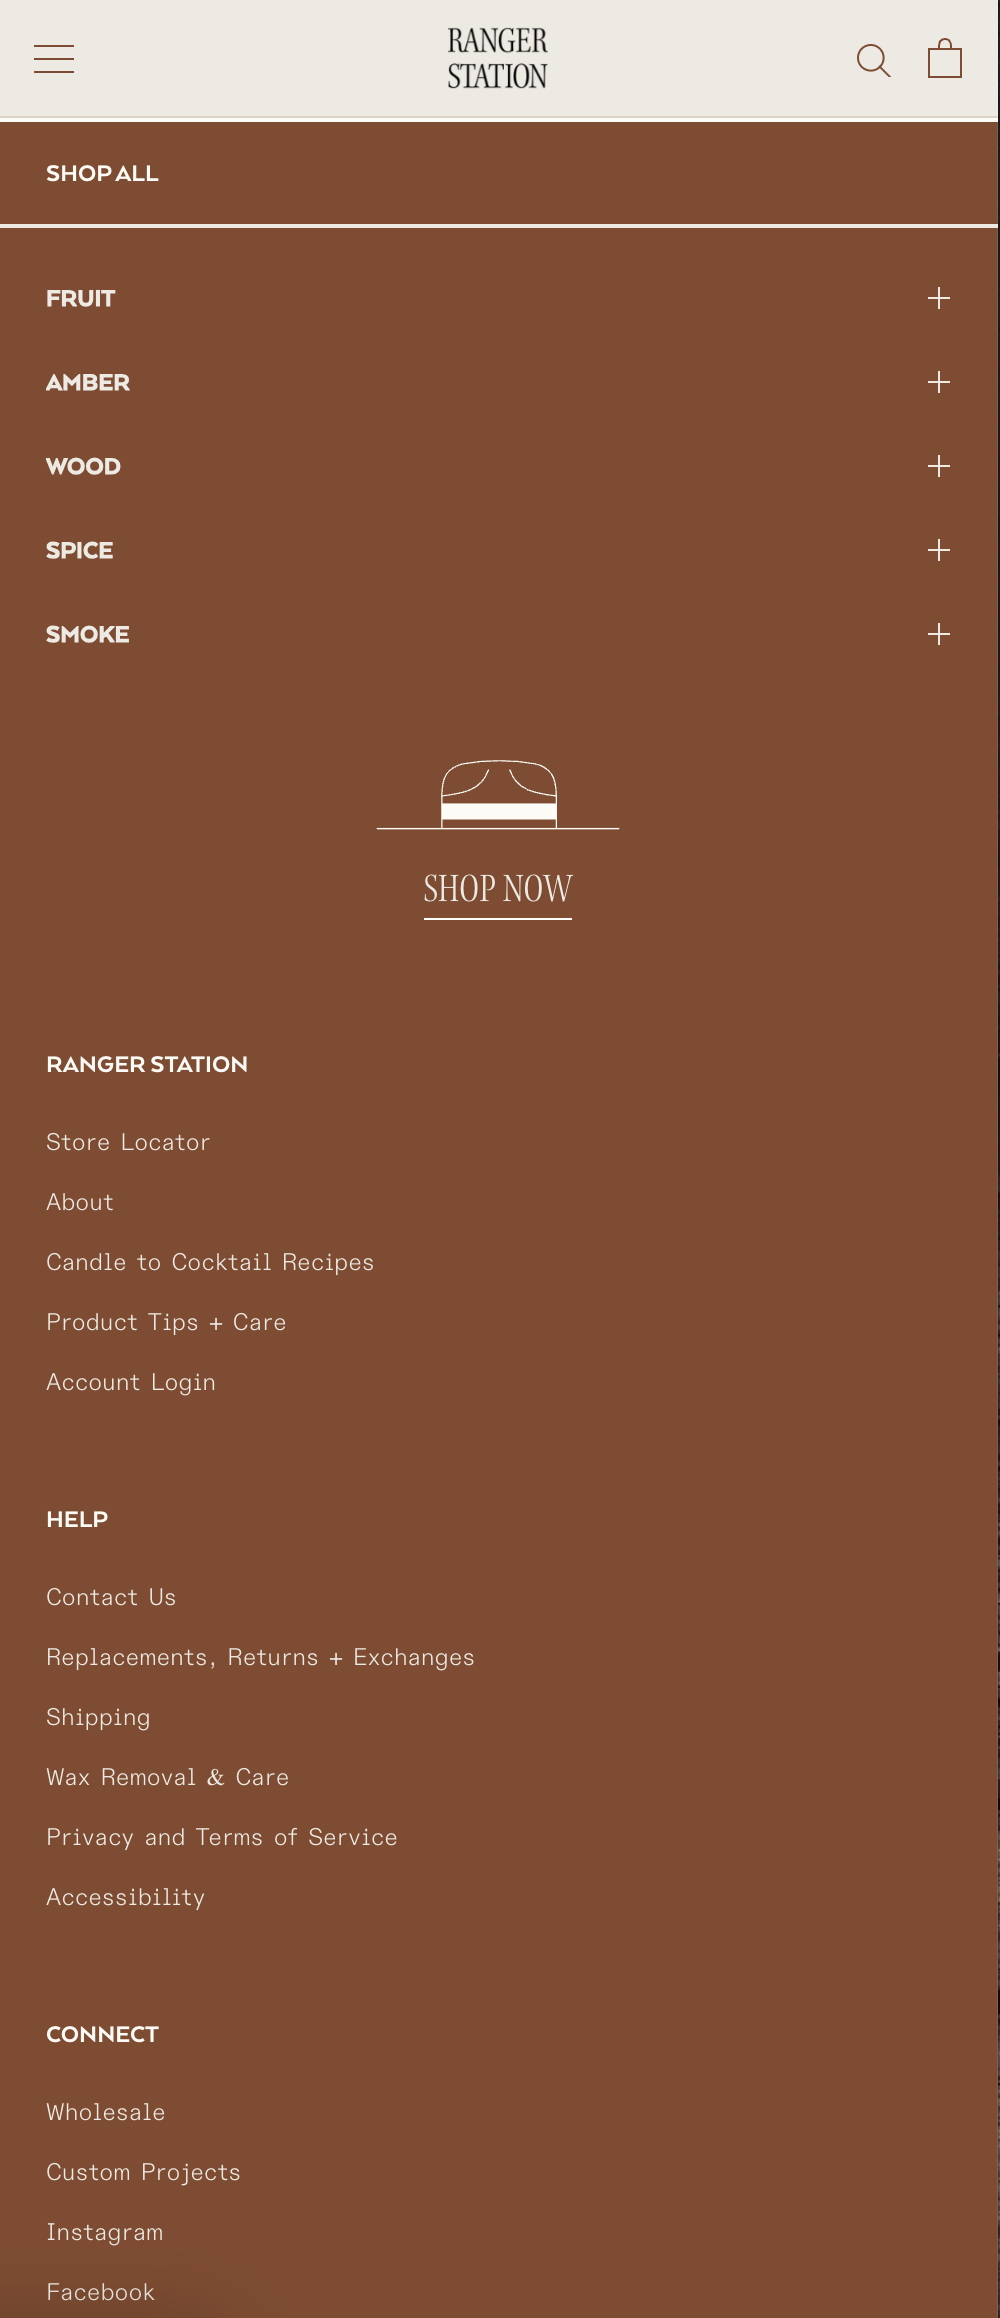 RANGER
STATION
SHOP ALL
FRUIT
AMBER
WOOD
SPICE
SMOKE
SHOP NOW
RANGER STATION
Store Locator
About
Candle to Cocktail Recipes
Product Tips + Care
Account Login
HELP
Contact Us
Replacements, Returns + Exchanges
Shipping
Wax Removal & Care
Privacy and Terms of Service
Accessibility
CONNECT
Wholesale
Custom Projects
Instagram
Facebook